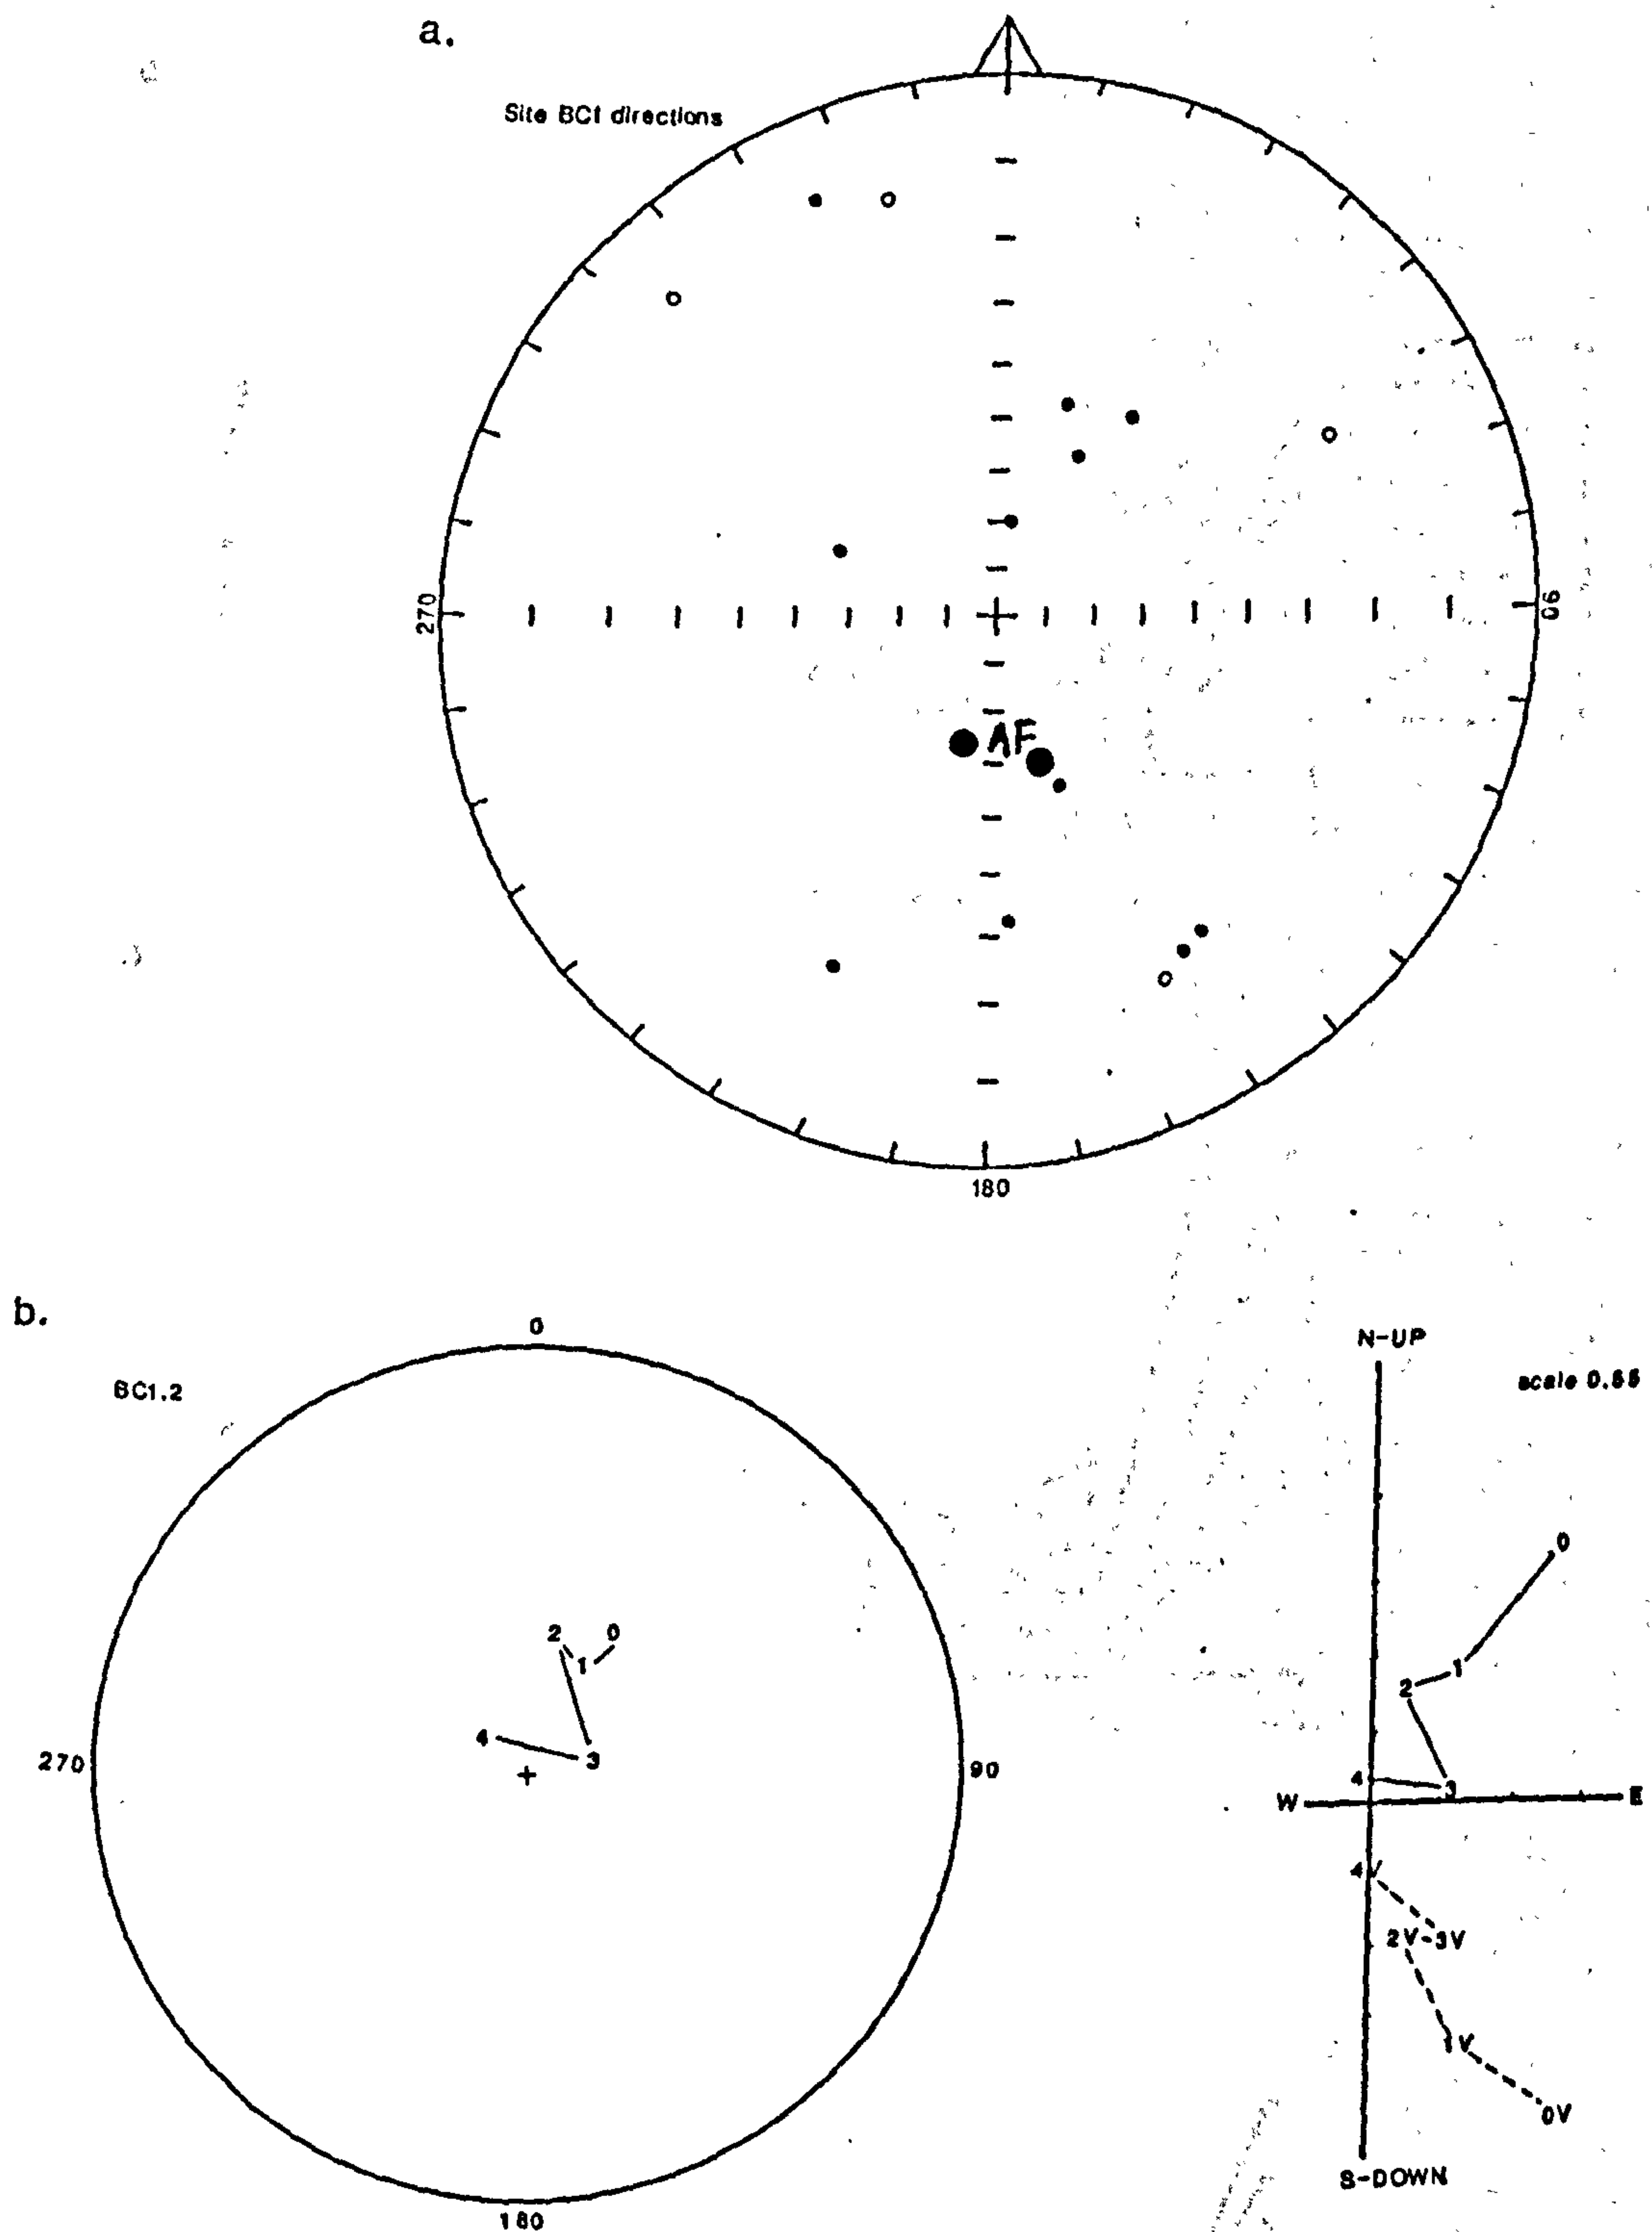 a.
Site BC1 directions
270
90
AF
180
b.
0
BC1.2
N-UP
scale 0.55
0
2 0
1
2
1
4
3
270
90
4
3
W
E
4V
2V-3V
1V
0V
S-DOWN
180